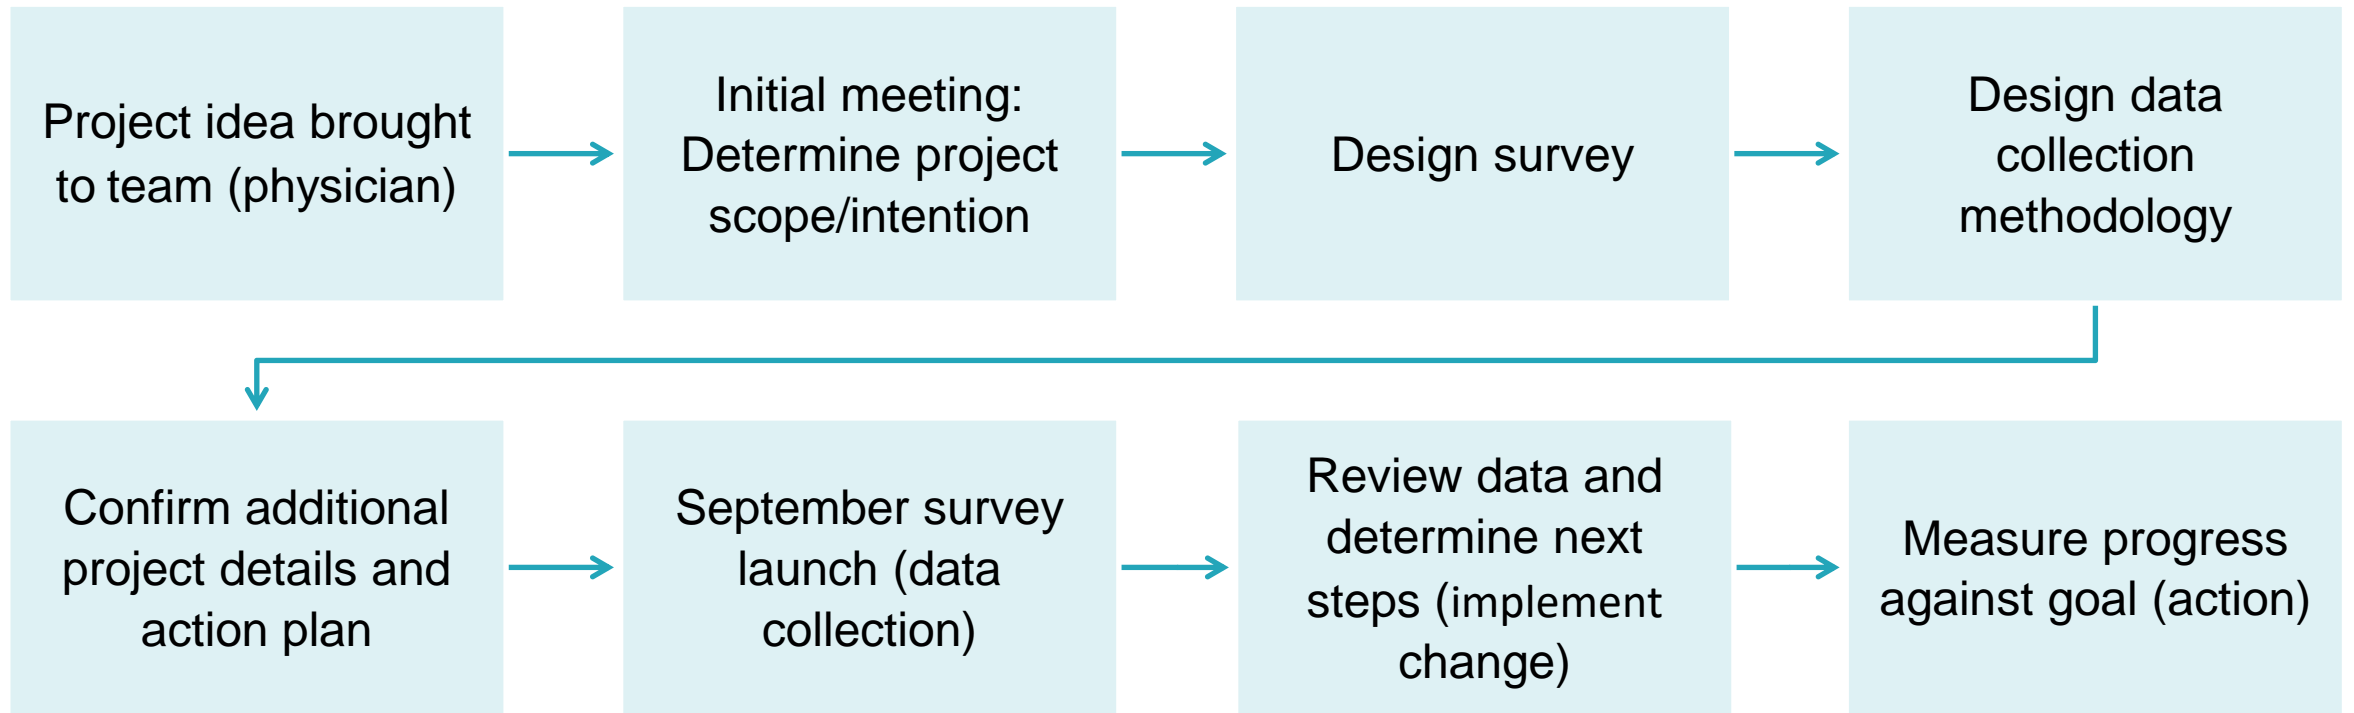 Project idea brought
to team (physician)
Initial meeting:
Determine project
scope/intention
Design survey
Design data
collection
methodology
Confirm additional
project details and
action plan
September survey
launch (data
collection)
Review data and
determine next
steps (implement
change)
Measure progress
against goal (action)